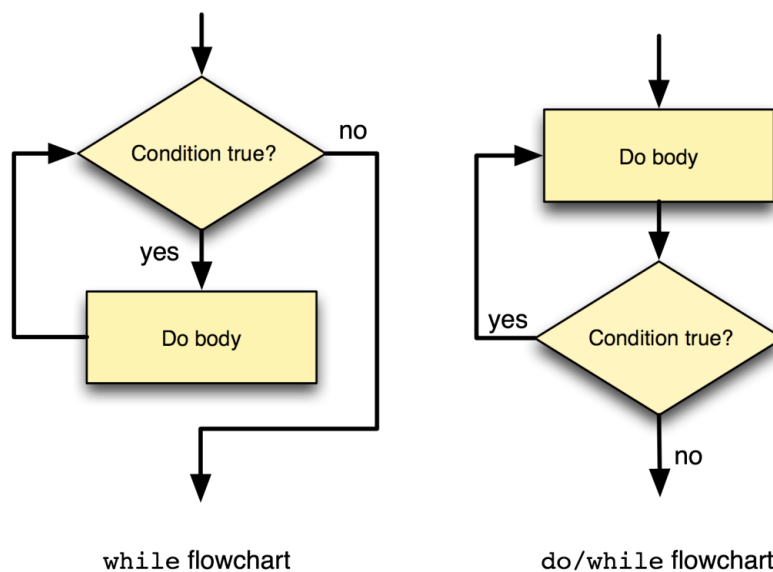 Condition true?
no
yes
Do body
while flowchart
Do body
Condition true?
yes
no
do/while flowchart